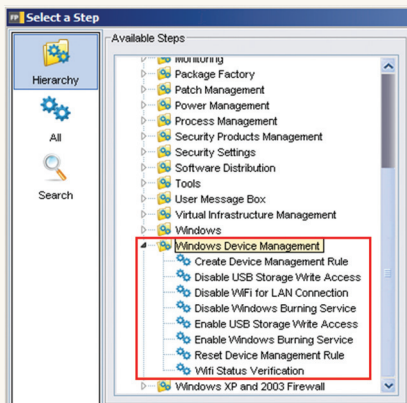 FP Select a Step
Available Steps
Hierarchy
All
Search
Monitoring
Package Factory
Patch Management
Power Management
Process Management
Security Products Management
Security Settings
Software Distribution
Tools
User Message Box
Virtual Infrastructure Management
Windows
Windows Device Management
Create Device Management Rule
Disable USB Storage Write Access
Disable WiFi for LAN Connection
Disable Windows Burning Service
Enable USB Storage Write Access
Enable Windows Burning Service
Reset Device Management Rule
Wifi Status Verification
Windows XP and 2003 Firewall